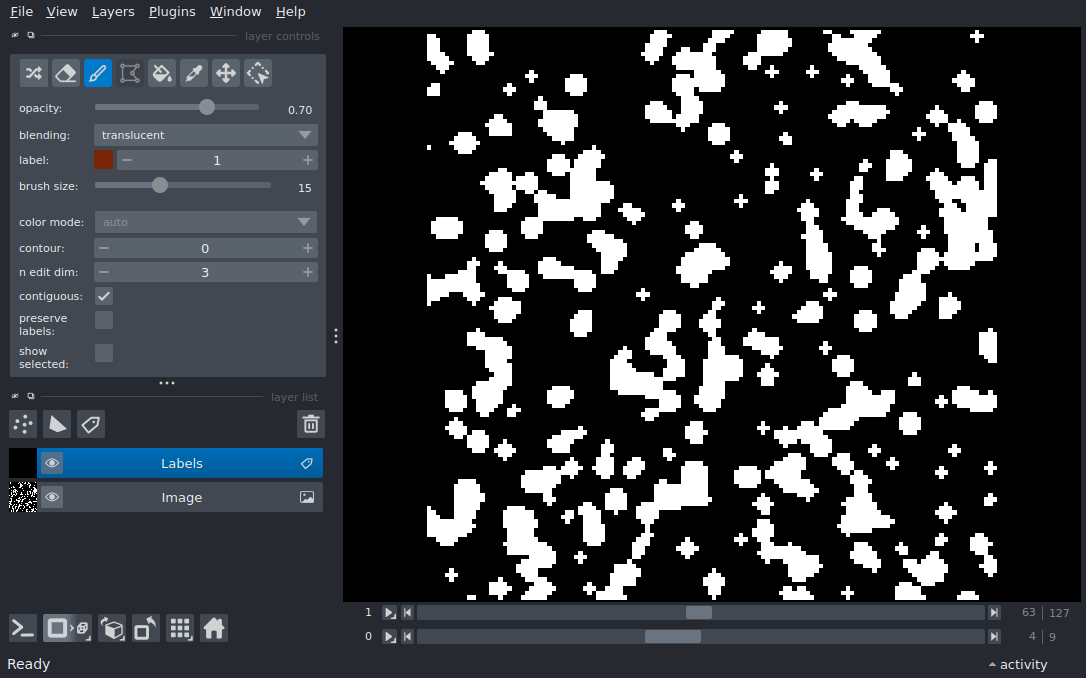 File View Layers Plugins Window Help
layer controls
opacity: 0.70
blending: translucent
label: 1
brush size: 15
color mode: auto
contour: 0
n edit dim: 3
contiguous:
preserve
labels:
show
selected:
layer list
Labels
Image
1 63 127
0 4 9
Ready activity